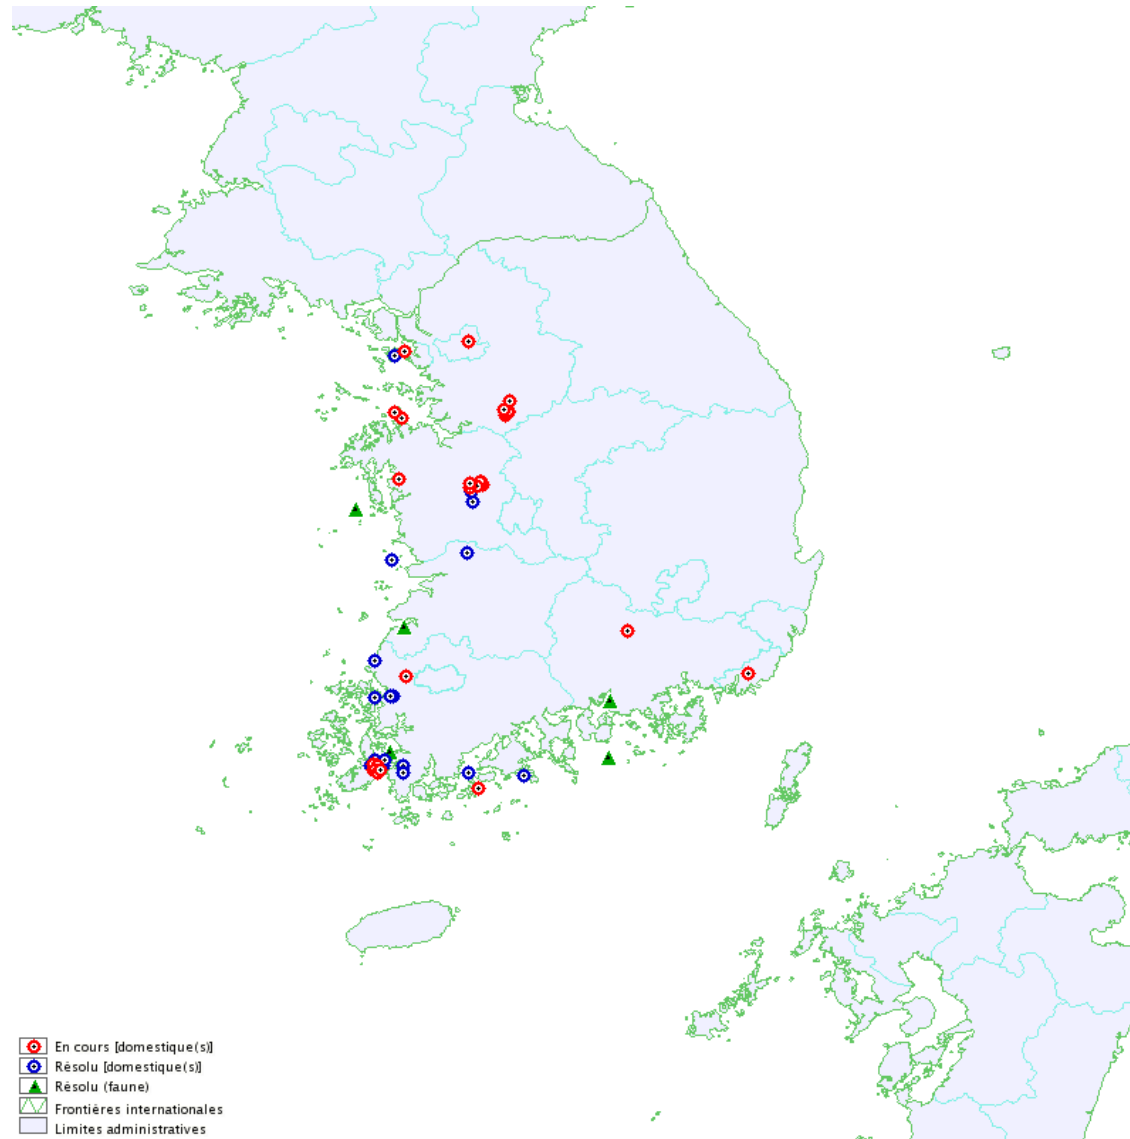 En cours [domestique(s)]
Résolu [domestique(s)]
Résolu (faune)
Frontières internationales
Limites administratives